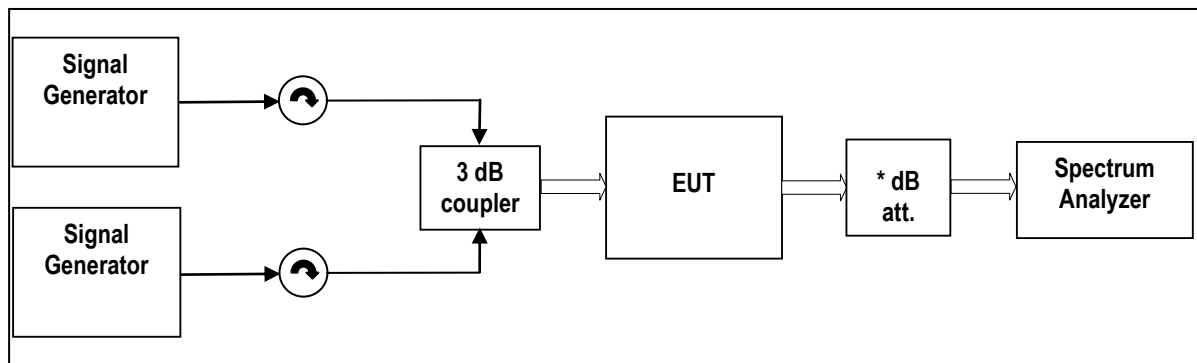 Signal
Generator
3 dB
coupler
EUT
* dB
att.
Spectrum
Analyzer
Signal
Generator